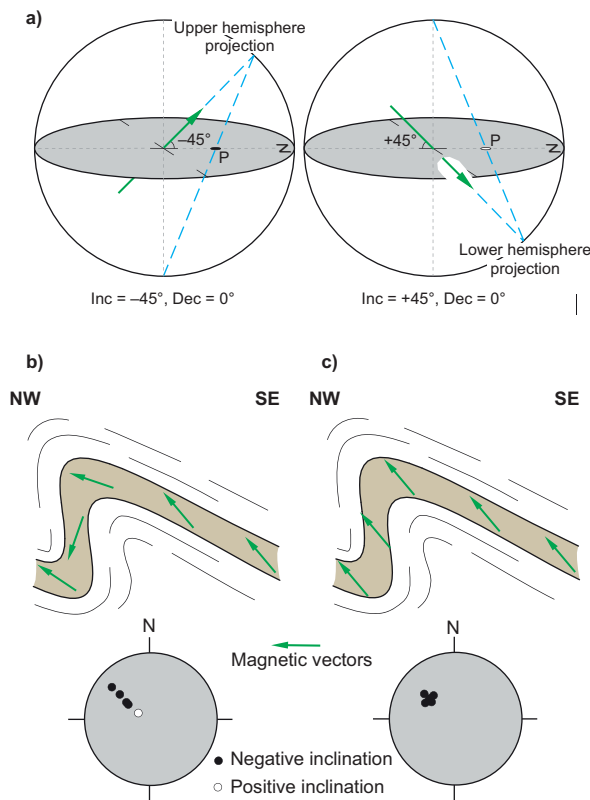 a)
Upper hemisphere
projection
–45°
P
N
+45°
P
N
Lower hemisphere
projection
Inc = –45°, Dec = 0°
Inc = +45°, Dec = 0°
b)
c)
NW
SE
NW
SE
N
N
Magnetic vectors
Negative inclination
Positive inclination